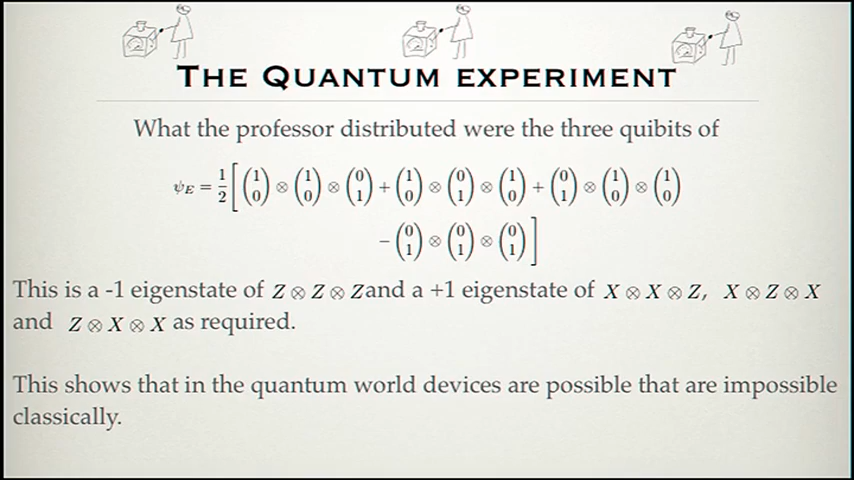 THE QUANTUM EXPERIMENT
What the professor distributed were the three quibits of
ψ_E = 1/2 [ (1 0) ⊗ (1 0) ⊗ (0 1) + (1 0) ⊗ (0 1) ⊗ (1 0) + (0 1) ⊗ (1 0) ⊗ (1 0)
− (0 1) ⊗ (0 1) ⊗ (0 1) ]
This is a -1 eigenstate of Z ⊗ Z ⊗ Z and a +1 eigenstate of X ⊗ X ⊗ Z, X ⊗ Z ⊗ X
and Z ⊗ X ⊗ X as required.
This shows that in the quantum world devices are possible that are impossible
classically.